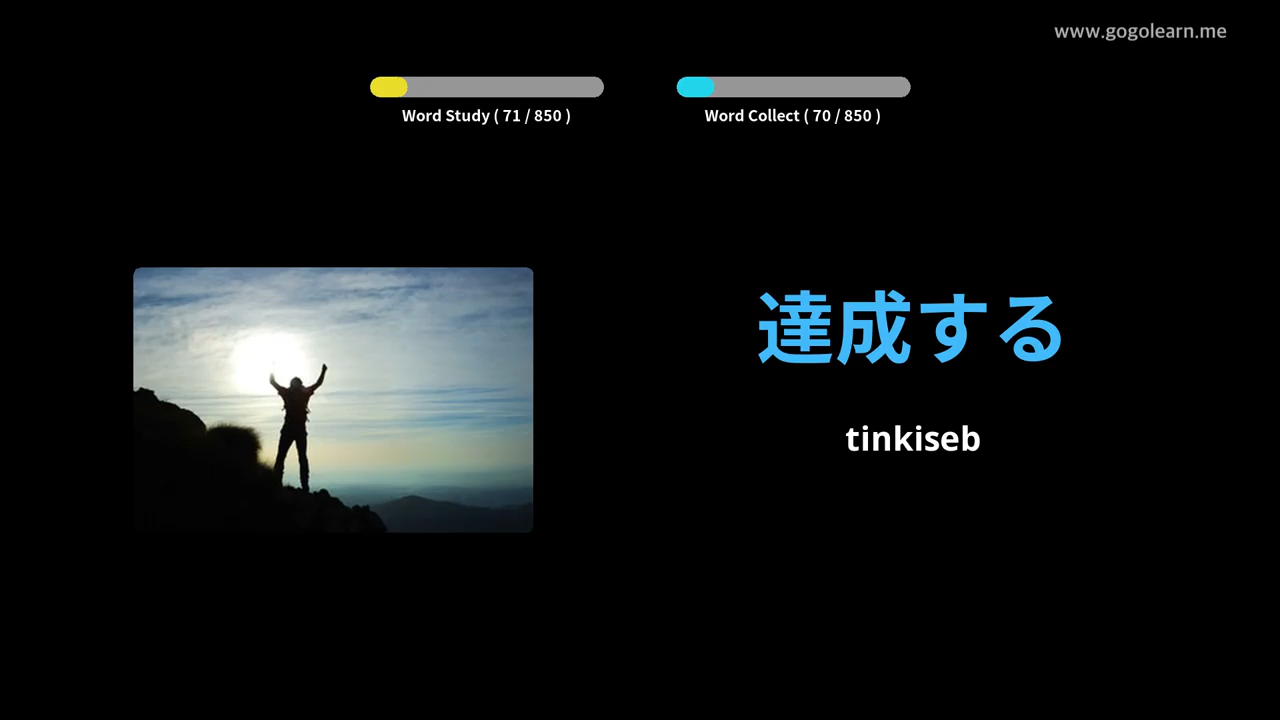 www.gogolearn.me
Word Study ( 71 / 850 )
Word Collect ( 70 / 850 )
達成する
tinkiseb